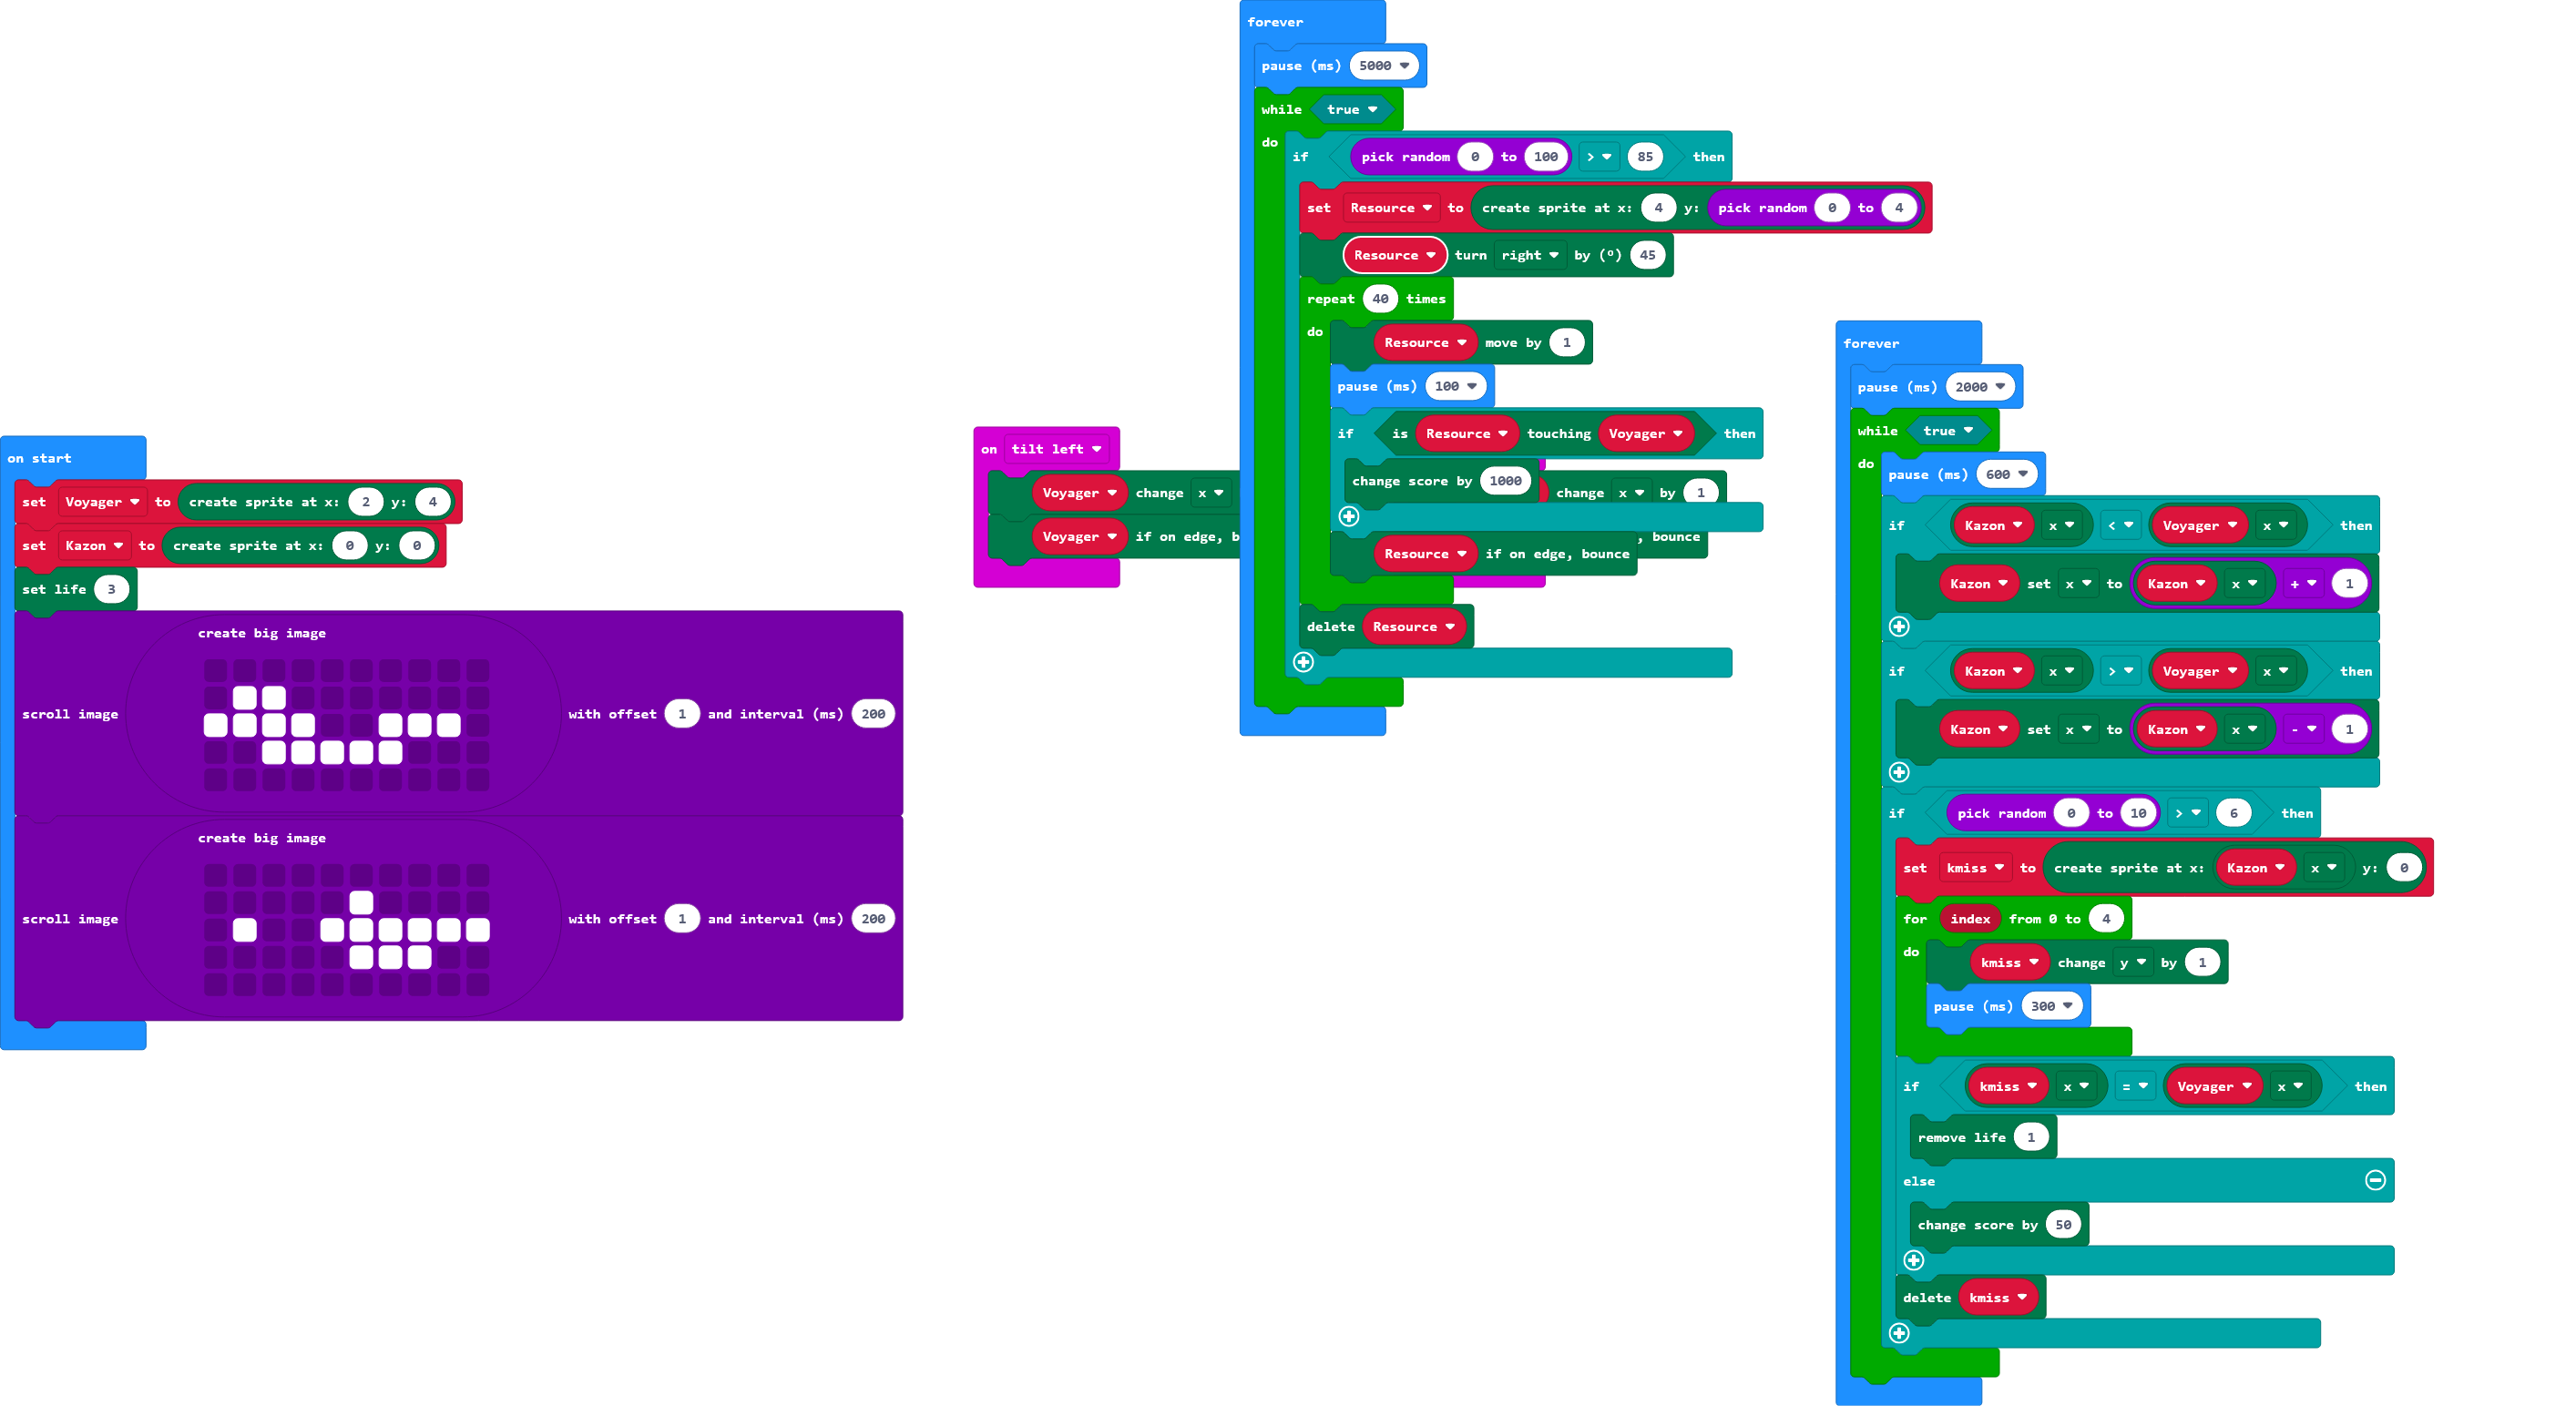 on start
set Voyager to create sprite at x: 2 y: 4
set Kazon to create sprite at x: 0 y: 0
set life 3
scroll image create big image with offset 1 and interval (ms) 200
scroll image create big image with offset 1 and interval (ms) 200
on tilt left
Voyager change x
Voyager if on edge, b
change x by 1
, bounce
forever
pause (ms) 5000
while true
do
if pick random 0 to 100 > 85 then
set Resource to create sprite at x: 4 y: pick random 0 to 4
Resource turn right by (º) 45
repeat 40 times
do
Resource move by 1
pause (ms) 100
if is Resource touching Voyager then
change score by 1000
Resource if on edge, bounce
delete Resource
forever
pause (ms) 2000
while true
do
pause (ms) 600
if Kazon x < Voyager x then
Kazon set x to Kazon x + 1
if Kazon x > Voyager x then
Kazon set x to Kazon x - 1
if pick random 0 to 10 > 6 then
set kmiss to create sprite at x: Kazon x y: 0
for index from 0 to 4
do
kmiss change y by 1
pause (ms) 300
if kmiss x = Voyager x then
remove life 1
else
change score by 50
delete kmiss